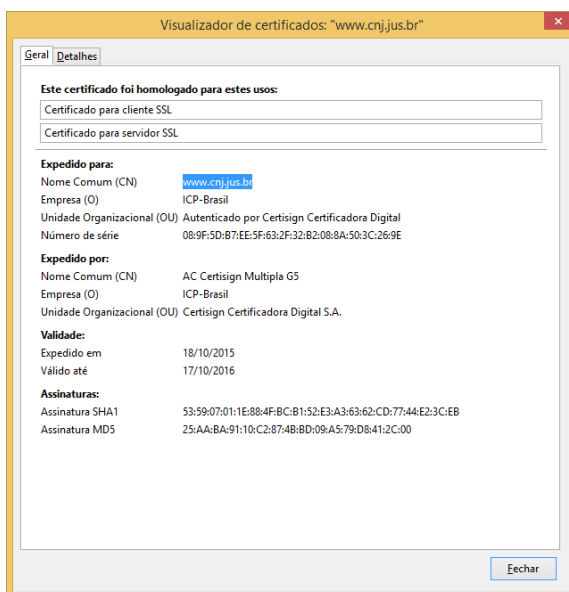 Visualizador de certificados: "www.cnj.jus.br"
Geral Detalhes
Este certificado foi homologado para estes usos:
Certificado para cliente SSL
Certificado para servidor SSL
Expedido para:
Nome Comum (CN) www.cnj.jus.br
Empresa (O) ICP-Brasil
Unidade Organizacional (OU) Autenticado por Certisign Certificadora Digital
Número de série 08:9F:5D:B7:EE:5F:63:2F:32:B2:08:8A:50:3C:26:9E
Expedido por:
Nome Comum (CN) AC Certisign Multipla G5
Empresa (O) ICP-Brasil
Unidade Organizacional (OU) Certisign Certificadora Digital S.A.
Validade:
Expedido em 18/10/2015
Válido até 17/10/2016
Assinaturas:
Assinatura SHA1 53:59:07:01:1E:88:4F:BC:B1:52:E3:A3:63:62:CD:77:44:E2:3C:EB
Assinatura MD5 25:AA:BA:91:10:C2:87:4B:BD:09:A5:79:D8:41:2C:00
Fechar